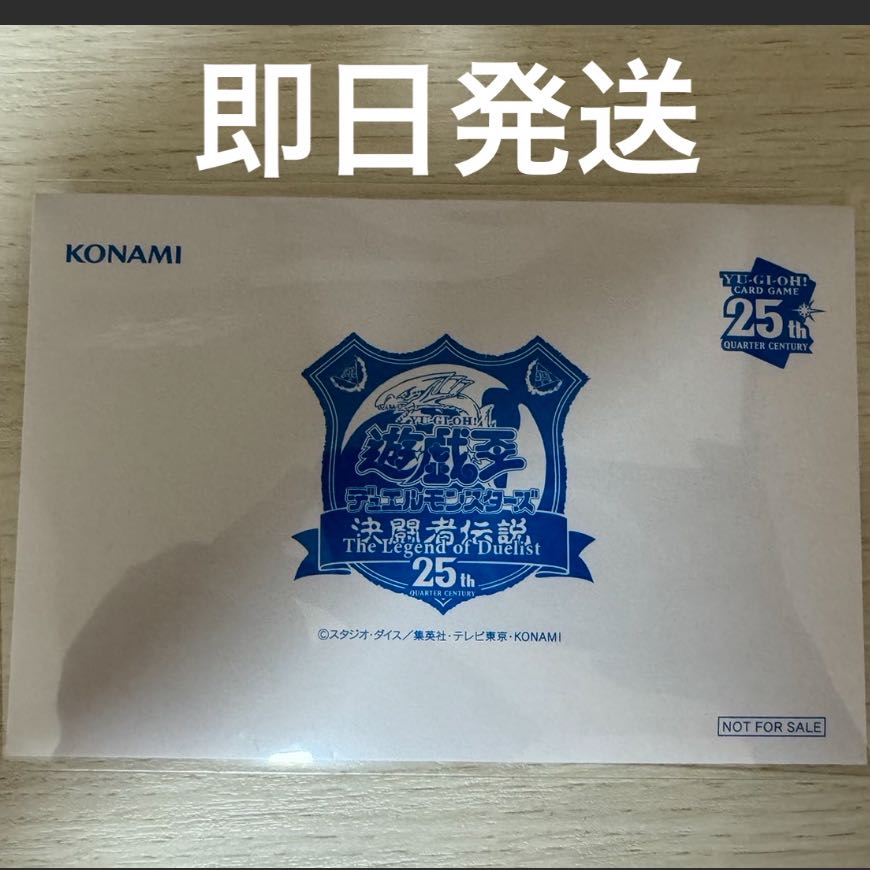 即日発送
KONAMI
YU-GI-OH!
CARD GAME
25th
QUARTER CENTURY
YU-GI-OH!
遊戯王
デュエルモンスターズ
決闘者伝説
The Legend of Duelist
25th
QUARTER CENTURY
©スタジオ・ダイス/集英社・テレビ東京・KONAMI
NOT FOR SALE